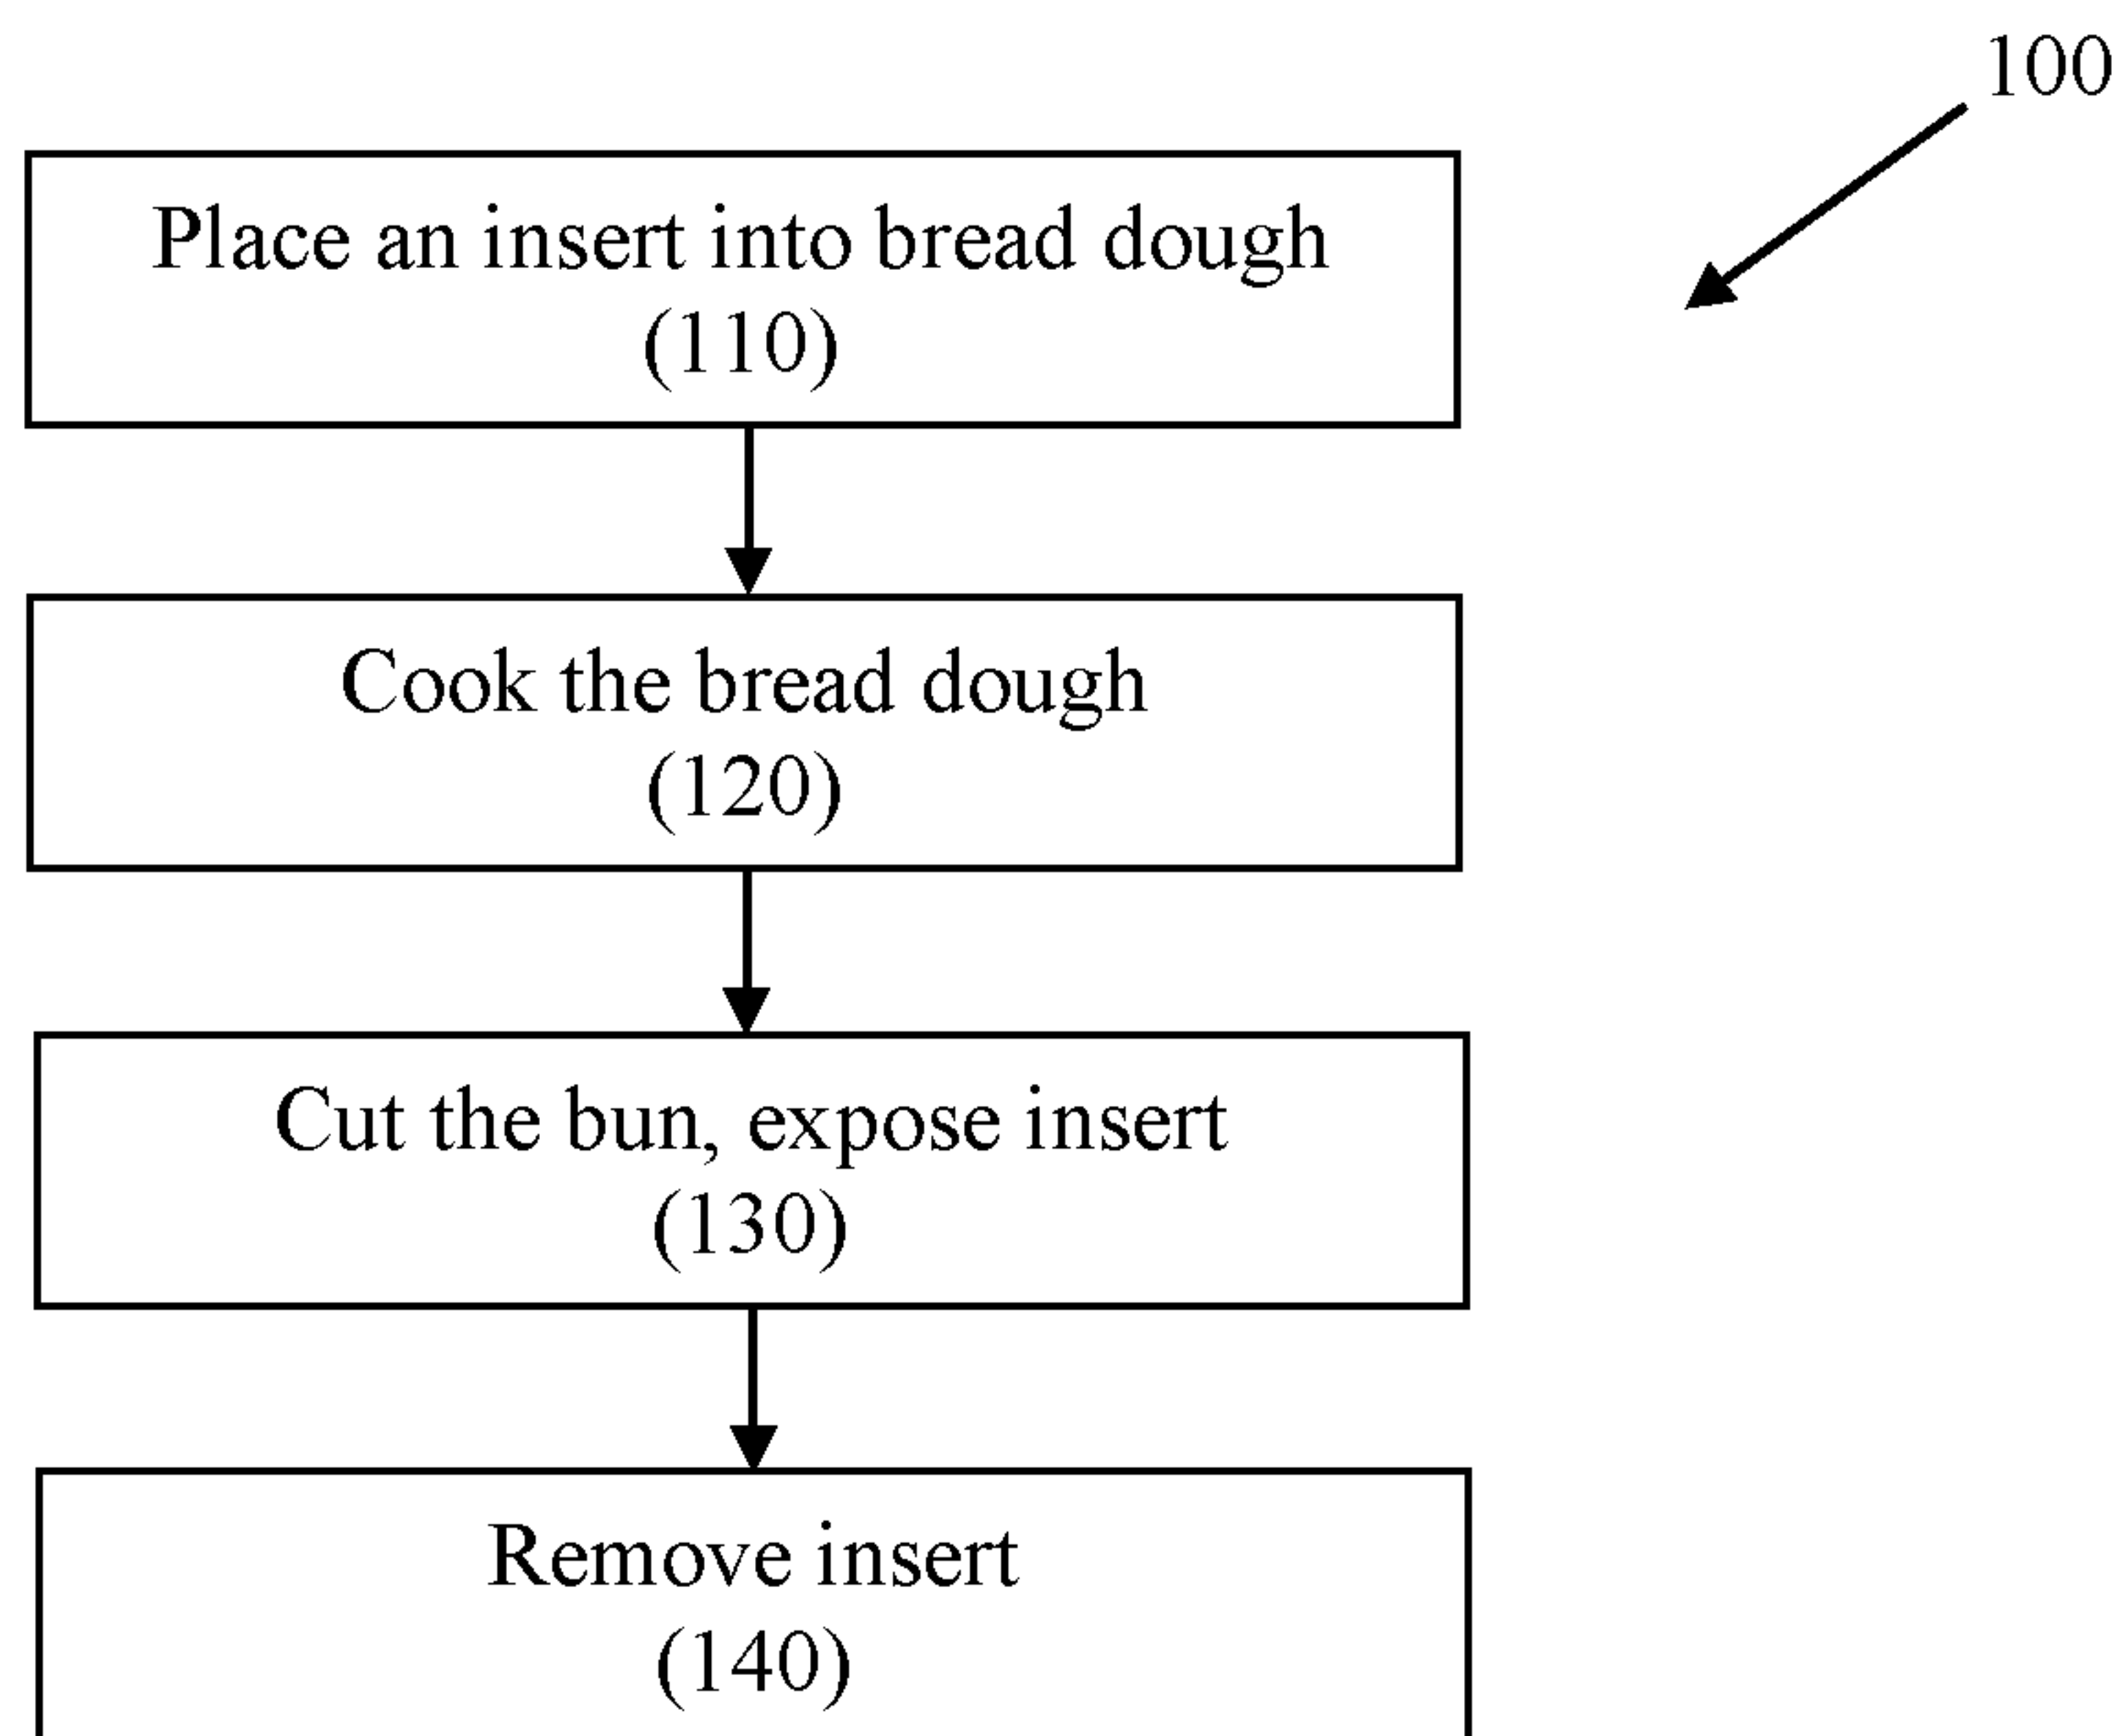 100
Place an insert into bread dough
(110)
Cook the bread dough
(120)
Cut the bun, expose insert
(130)
Remove insert
(140)